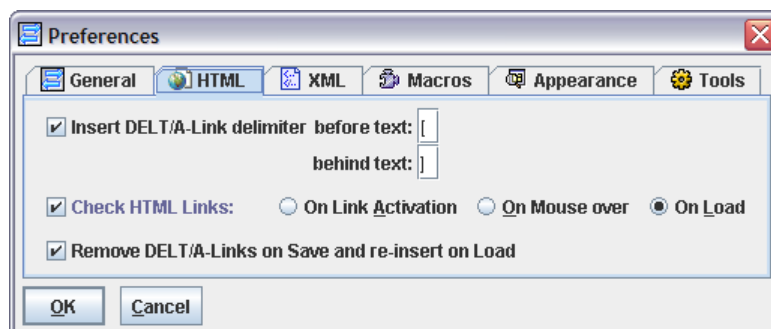 Preferences
General HTML XML Macros Appearance Tools
Insert DELT/A-Link delimiter before text: [
behind text: ]
Check HTML Links: On Link Activation On Mouse over On Load
Remove DELT/A-Links on Save and re-insert on Load
OK Cancel